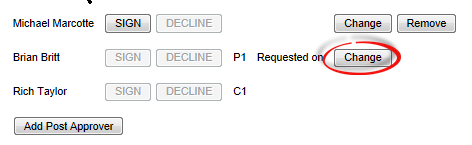 Michael Marcotte SIGN DECLINE Change Remove
Brian Britt SIGN DECLINE P1 Requested on Change
Rich Taylor SIGN DECLINE C1
Add Post Approver